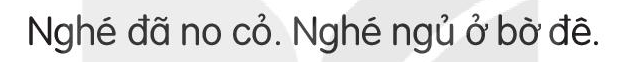 Nghé đã no cỏ. Nghé ngủ ở bờ đê.